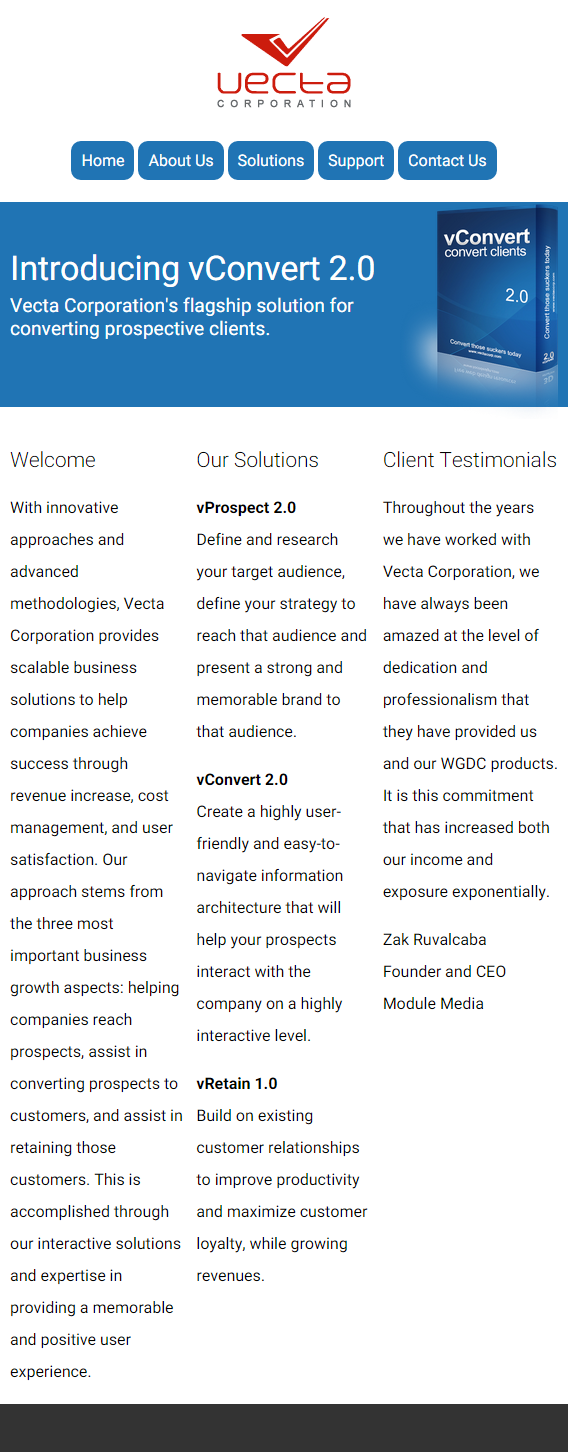 vecta
CORPORATION
Home
About Us
Solutions
Support
Contact Us
Introducing vConvert 2.0
Vecta Corporation's flagship solution for
converting prospective clients.
vConvert
convert clients
2.0
Convert those suckers today
www.vectacorp.com
Convert those suckers today
2.0
Welcome
With innovative
approaches and
advanced
methodologies, Vecta
Corporation provides
scalable business
solutions to help
companies achieve
success through
revenue increase, cost
management, and user
satisfaction. Our
approach stems from
the three most
important business
growth aspects: helping
companies reach
prospects, assist in
converting prospects to
customers, and assist in
retaining those
customers. This is
accomplished through
our interactive solutions
and expertise in
providing a memorable
and positive user
experience.
Our Solutions
vProspect 2.0
Define and research
your target audience,
define your strategy to
reach that audience and
present a strong and
memorable brand to
that audience.
vConvert 2.0
Create a highly user-
friendly and easy-to-
navigate information
architecture that will
help your prospects
interact with the
company on a highly
interactive level.
vRetain 1.0
Build on existing
customer relationships
to improve productivity
and maximize customer
loyalty, while growing
revenues.
Client Testimonials
Throughout the years
we have worked with
Vecta Corporation, we
have always been
amazed at the level of
dedication and
professionalism that
they have provided us
and our WGDC products.
It is this commitment
that has increased both
our income and
exposure exponentially.
Zak Ruvalcaba
Founder and CEO
Module Media